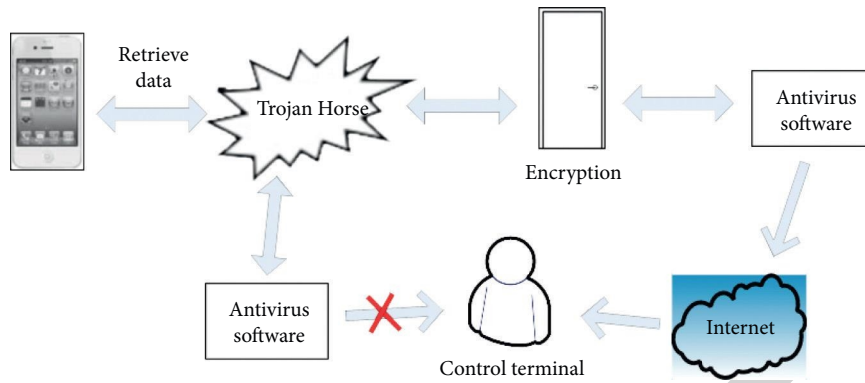 Retrieve
data
Trojan Horse
Encryption
Antivirus
software
Antivirus
software
Control terminal
Internet